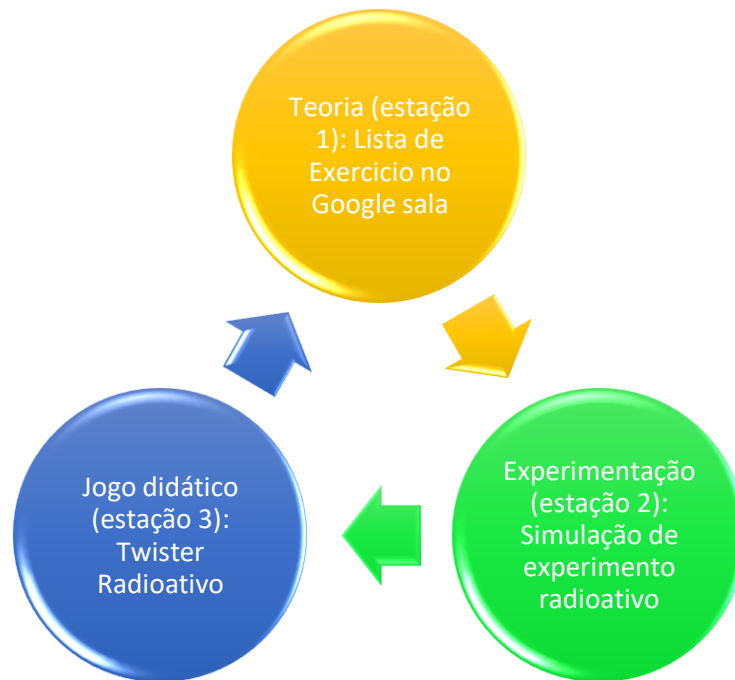 Teoria (estação
1): Lista de
Exercicio no
Google sala
Experimentação
(estação 2):
Simulação de
experimento
radioativo
Jogo didático
(estação 3):
Twister
Radioativo